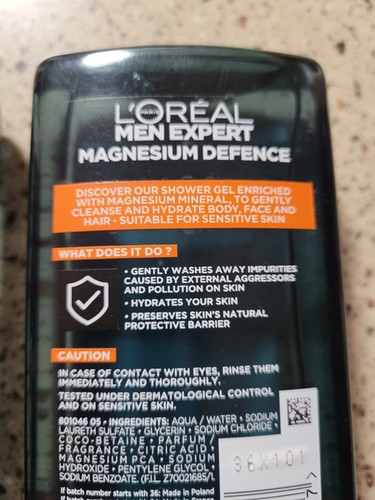 L'ORÉAL
PARIS
MEN EXPERT
MAGNESIUM DEFENCE
DISCOVER OUR SHOWER GEL ENRICHED
WITH MAGNESIUM MINERAL, TO GENTLY
CLEANSE AND HYDRATE BODY, FACE AND
HAIR - SUITABLE FOR SENSITIVE SKIN
WHAT DOES IT DO ?
• GENTLY WASHES AWAY IMPURITIES
CAUSED BY EXTERNAL AGGRESSORS
AND POLLUTION ON SKIN
• HYDRATES YOUR SKIN
• PRESERVES SKIN'S NATURAL
PROTECTIVE BARRIER
CAUTION
IN CASE OF CONTACT WITH EYES, RINSE THEM
IMMEDIATELY AND THOROUGHLY.
TESTED UNDER DERMATOLOGICAL CONTROL
AND ON SENSITIVE SKIN.
801046 05 • INGREDIENTS: AQUA / WATER • SODIUM
LAURETH SULFATE • GLYCERIN • SODIUM CHLORIDE •
COCO-BETAINE • PARFUM /
FRAGRANCE • CITRIC ACID •
MAGNESIUM PCA • SODIUM
HYDROXIDE • PENTYLENE GLYCOL •
SODIUM BENZOATE. (F.I.L. Z70021685/1).
36X101
If batch number starts with 36: Made in Poland